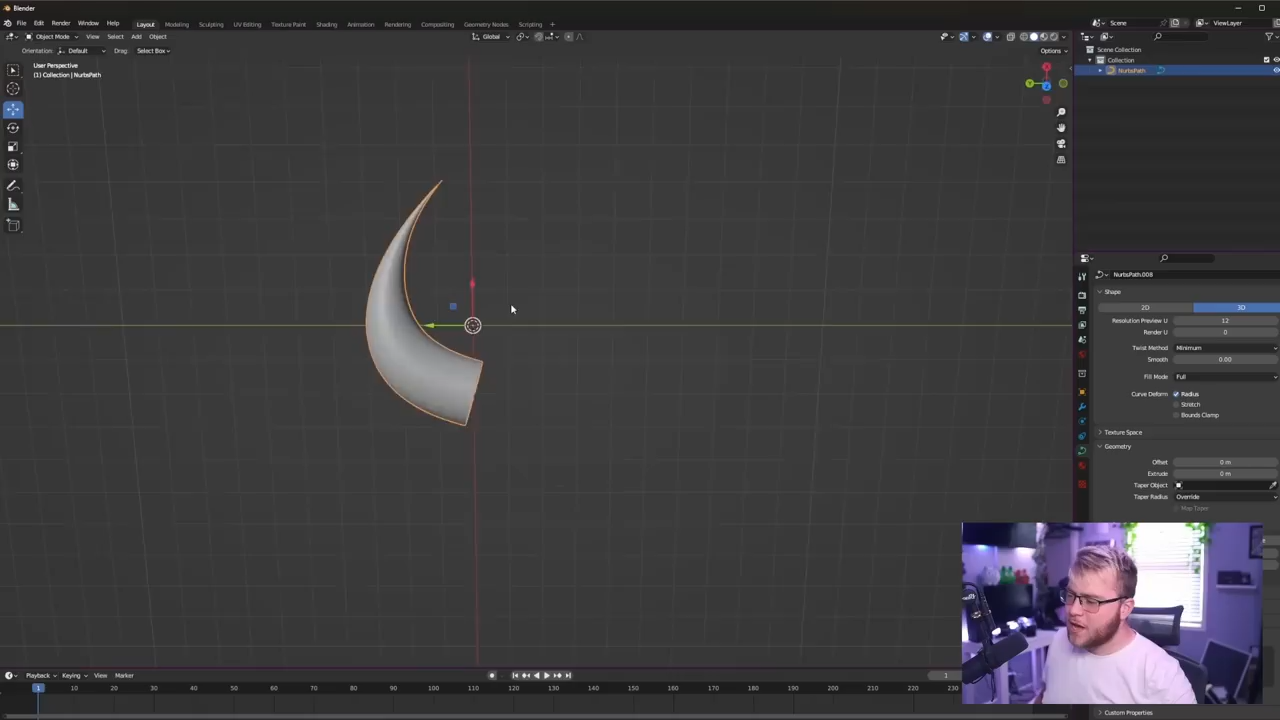 Blender
File Edit Render Window Help Layout Modeling Sculpting UV Editing Texture Paint Shading Animation Rendering Compositing Geometry Nodes Scripting + Scene ViewLayer
Object Mode View Select Add Object Global
Orientation: Default Drag: Select Box Options
User Perspective
(1) Collection | NurbsPath
Scene Collection
Collection
NurbsPath
X
Y
Z
NurbsPath.008
Shape
2D 3D
Resolution Preview U 12
Render U 0
Twist Method Minimum
Smooth 0.00
Fill Mode Full
Curve Deform Radius
Stretch
Bounds Clamp
Texture Space
Geometry
Offset 0 m
Extrude 0 m
Taper Object
Taper Radius Override
Map Taper
Playback Keying View Marker 1
1 10 20 30 40 50 60 70 80 90 100 110 120 130 140 150 160 170 180 190 200 210 220 230
Custom Properties